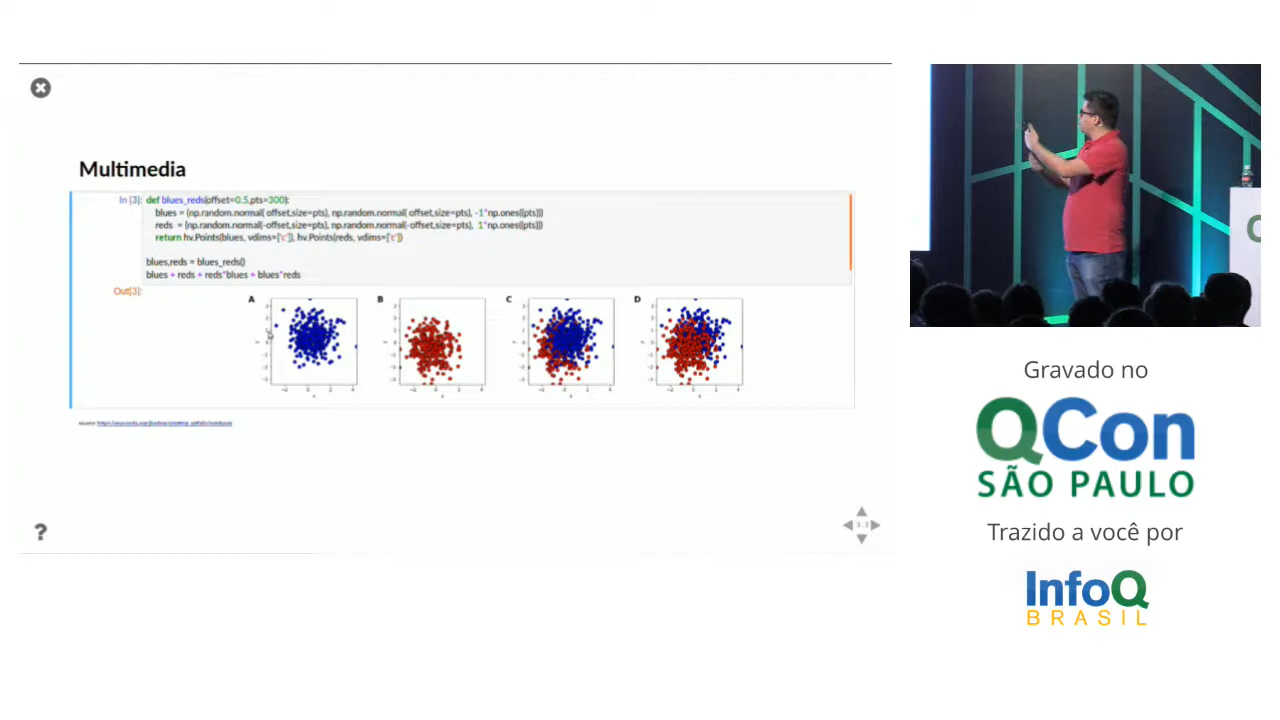 Multimedia
In [3]: def blues_reds(offset=0.5,pts=300):
blues = (np.random.normal( offset,size=pts), np.random.normal( offset,size=pts), -1*np.ones((pts)))
reds = (np.random.normal(-offset,size=pts), np.random.normal(-offset,size=pts), 1*np.ones((pts)))
return hv.Points(blues, vdims=['c']), hv.Points(reds, vdims=['c'])
blues,reds = blues_reds()
blues + reds + reds*blues + blues*reds
Out[3]:
A B C D
?
3.3
Gravado no
QCon
SÃO PAULO
Trazido a você por
InfoQ
BRASIL